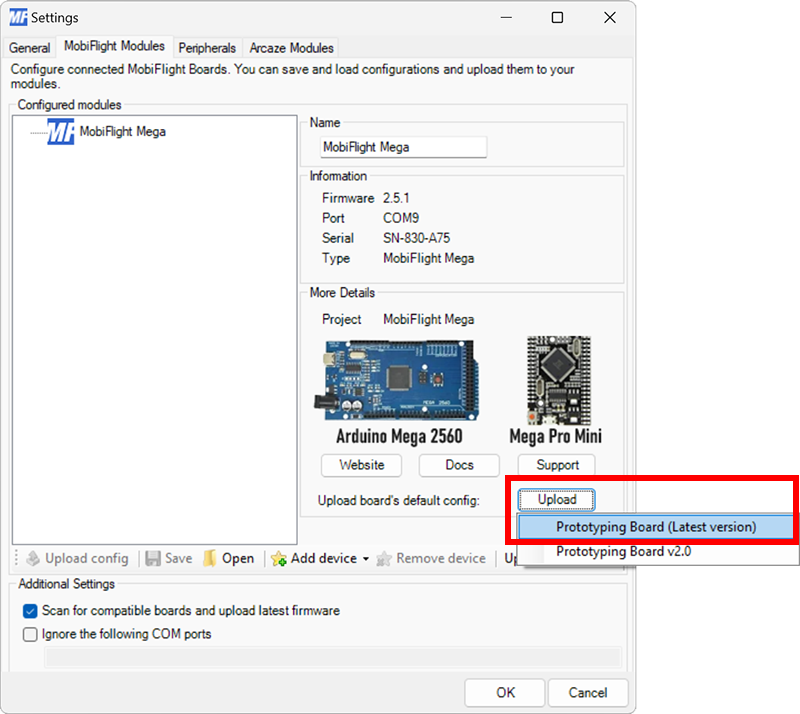 MF Settings
General MobiFlight Modules Peripherals Arcaze Modules
Configure connected MobiFlight Boards. You can save and load configurations and upload them to your
modules.
Configured modules
MF MobiFlight Mega
Name
MobiFlight Mega
Information
Firmware 2.5.1
Port COM9
Serial SN-830-A75
Type MobiFlight Mega
More Details
Project MobiFlight Mega
Arduino Mega 2560 Mega Pro Mini
Website Docs Support
Upload board's default config: Upload
Prototyping Board (Latest version)
Prototyping Board v2.0
Upload config Save Open Add device Remove device
Additional Settings
Scan for compatible boards and upload latest firmware
Ignore the following COM ports
OK Cancel